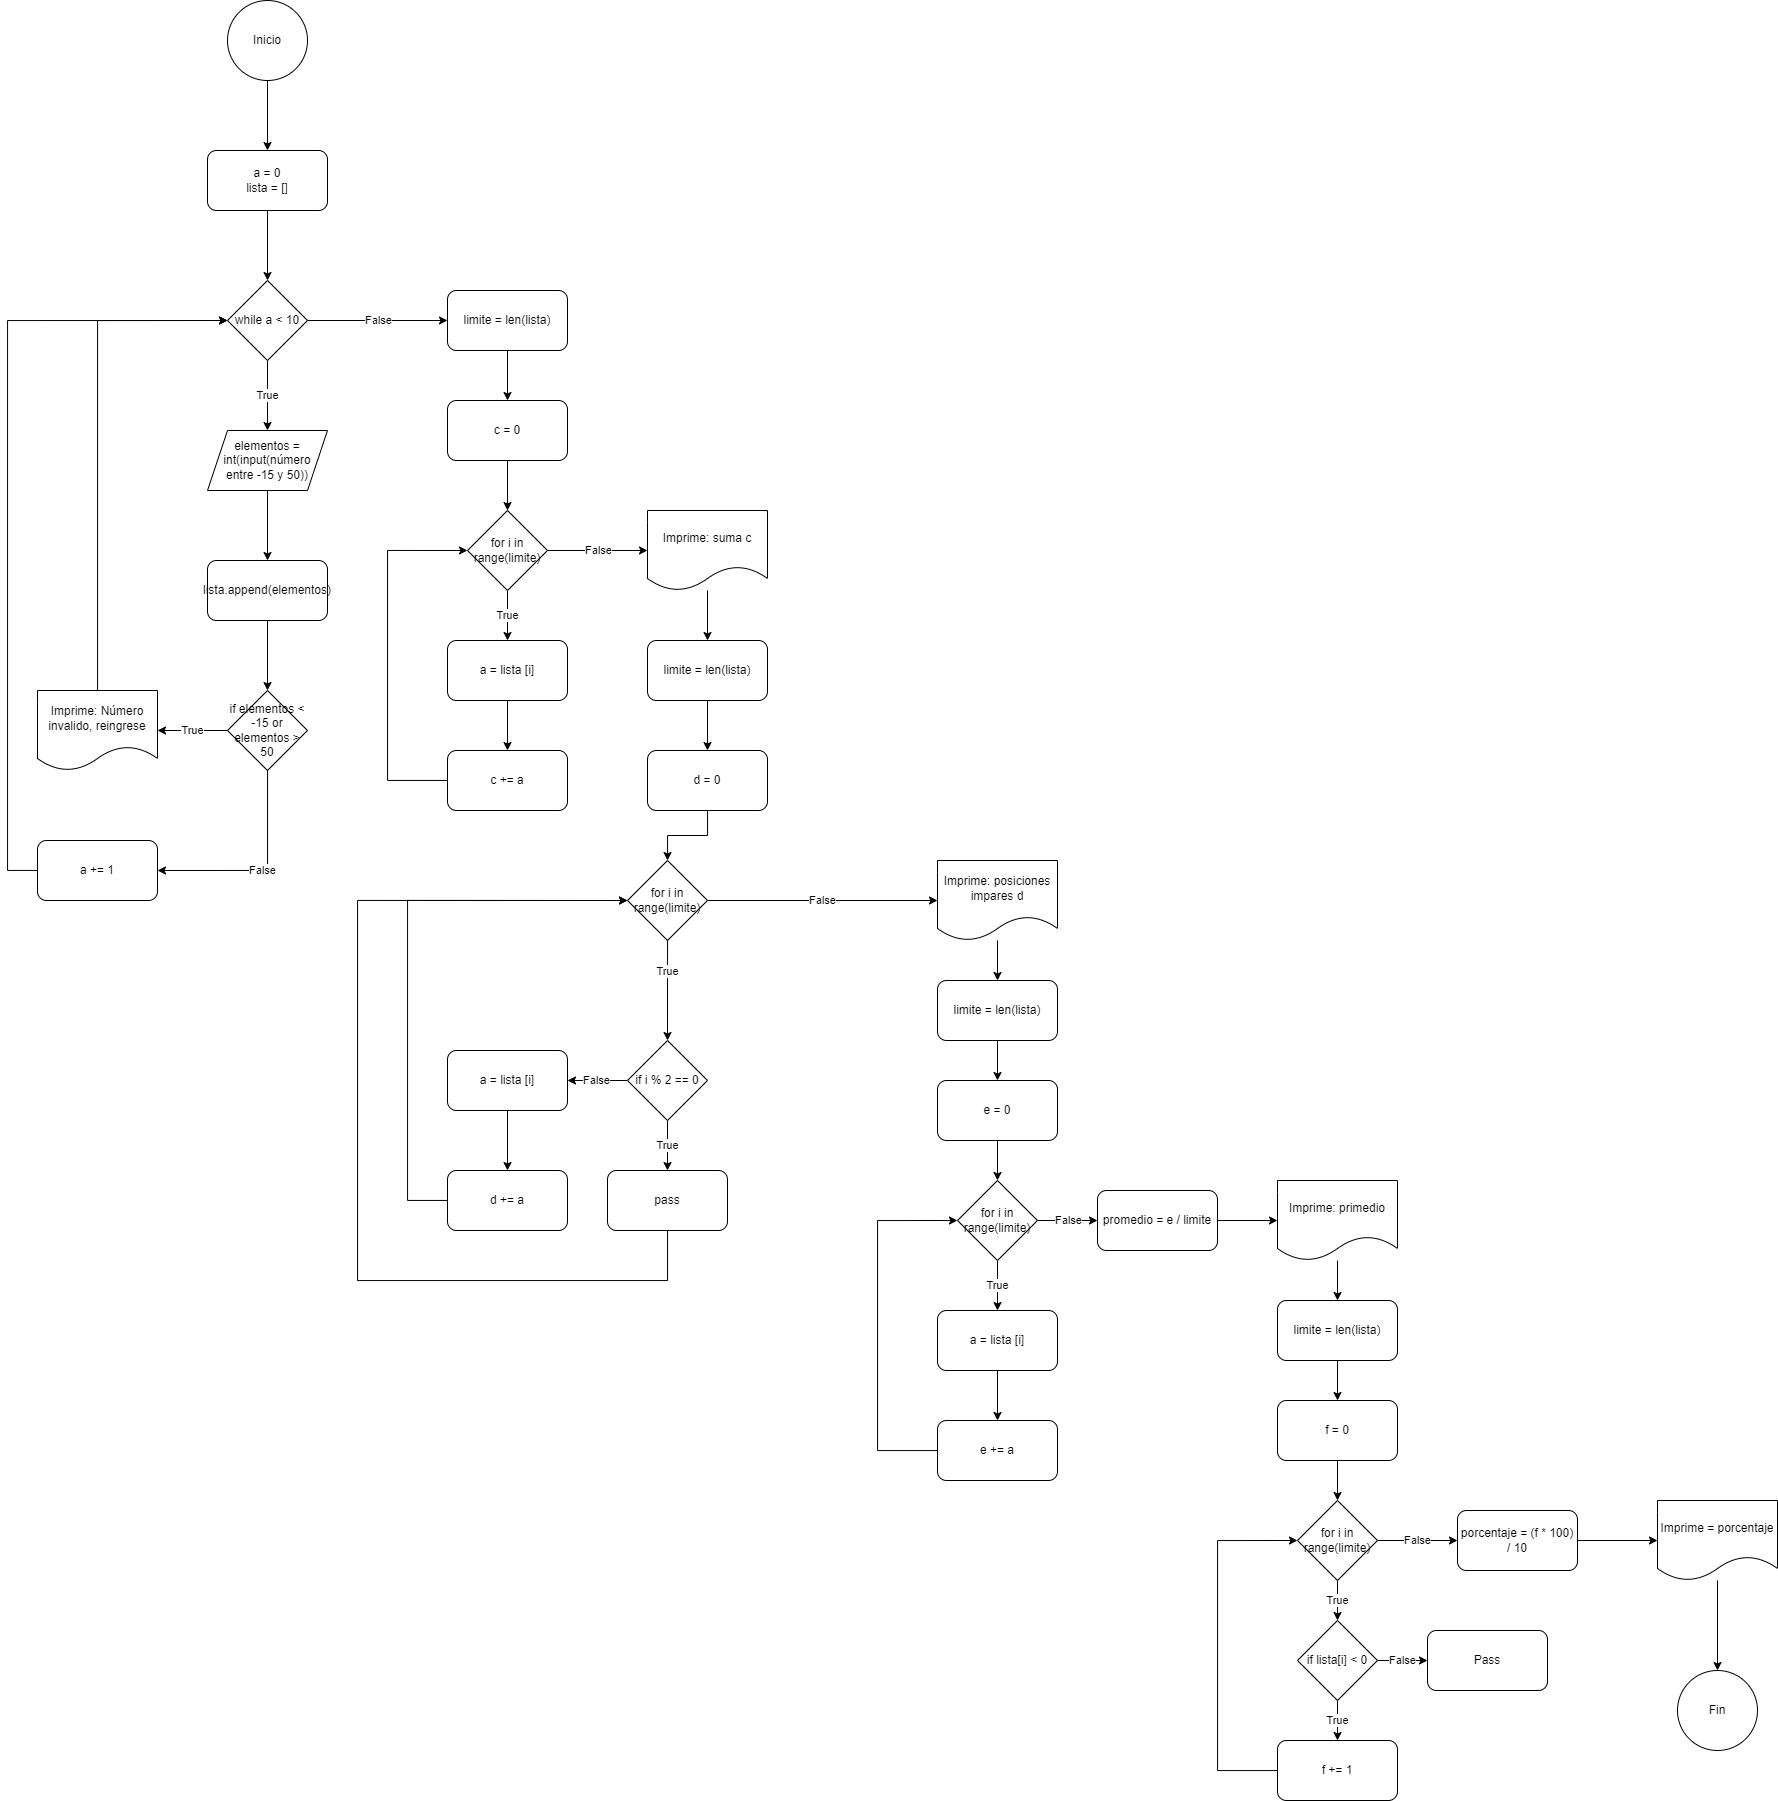 Inicio
a = 0
lista = []
while a < 10
False
limite = len(lista)
True
c = 0
elementos =
int(input(número
entre -15 y 50))
for i in
range(limite)
False
Imprime: suma c
lista.append(elementos)
True
a = lista [i]
limite = len(lista)
if elementos <
-15 or
elementos >
50
True
Imprime: Número
invalido, reingrese
c += a
d = 0
False
a += 1
for i in
range(limite)
False
Imprime: posiciones
impares d
True
limite = len(lista)
if i % 2 == 0
False
a = lista [i]
e = 0
True
d += a
pass
for i in
range(limite)
False
promedio = e / limite
Imprime: primedio
True
a = lista [i]
limite = len(lista)
e += a
f = 0
for i in
range(limite)
False
porcentaje = (f * 100)
/ 10
Imprime = porcentaje
True
if lista[i] < 0
False
Pass
True
f += 1
Fin